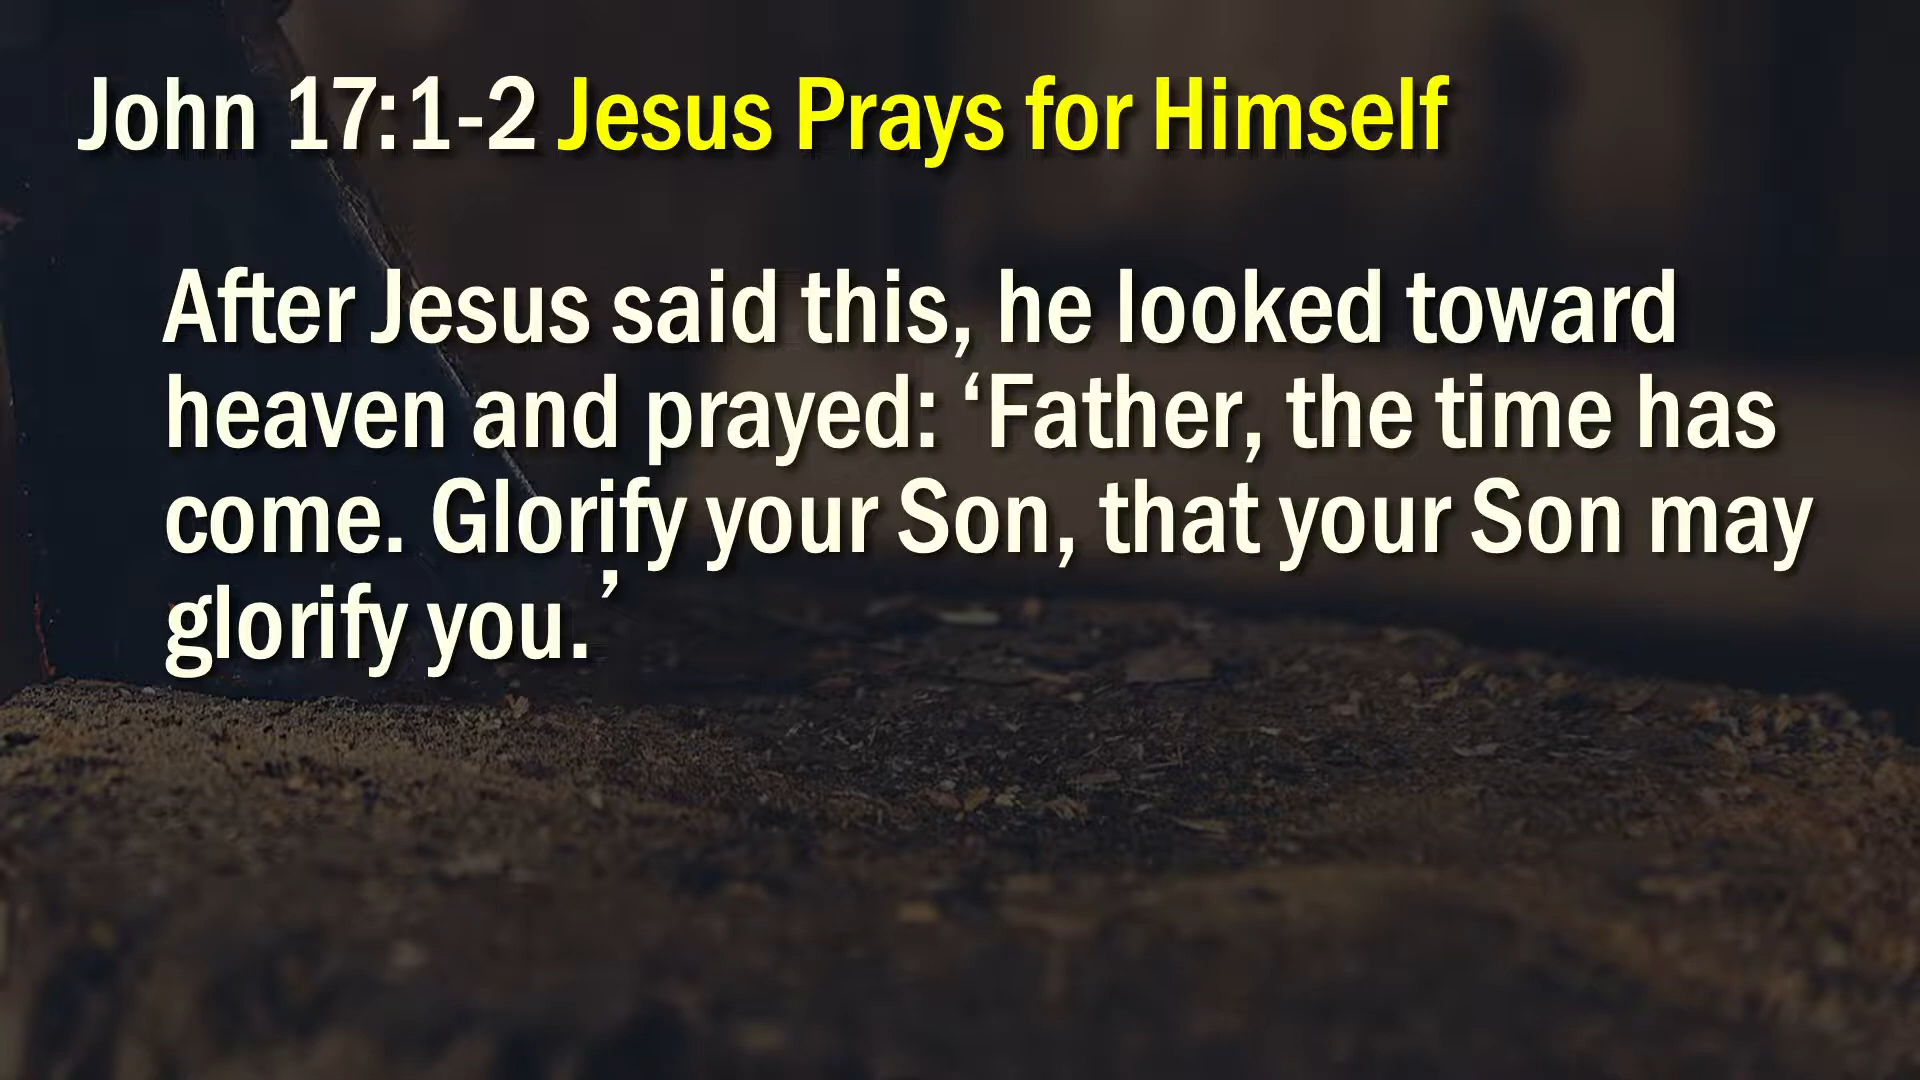 John 17:1-2 Jesus Prays for Himself
After Jesus said this, he looked toward
heaven and prayed: ‘Father, the time has
come. Glorify your Son, that your Son may
glorify you.’